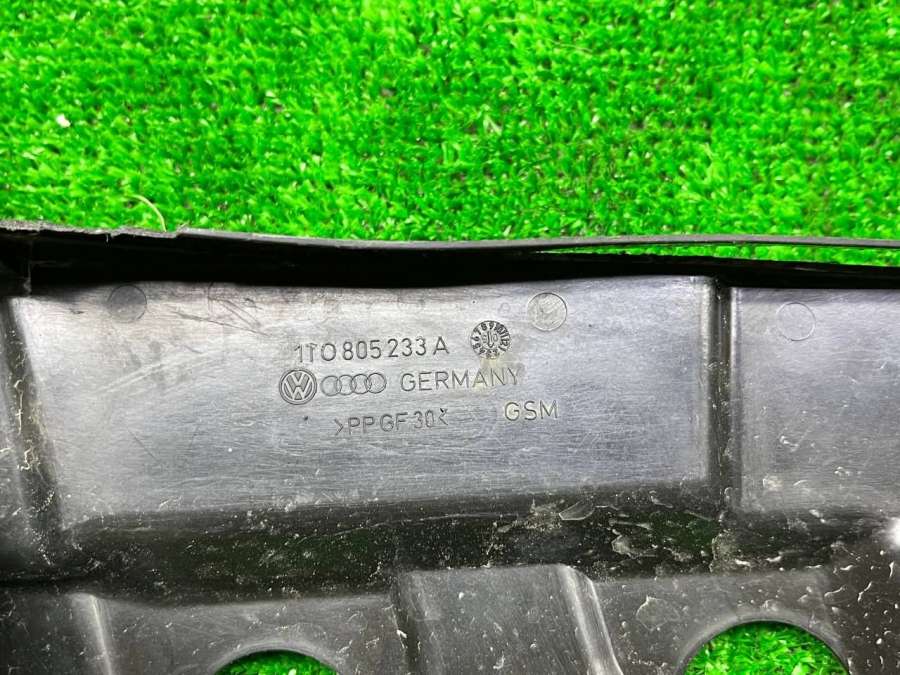 1T0 805 233 A
GERMANY
>PP GF 30<
GSM